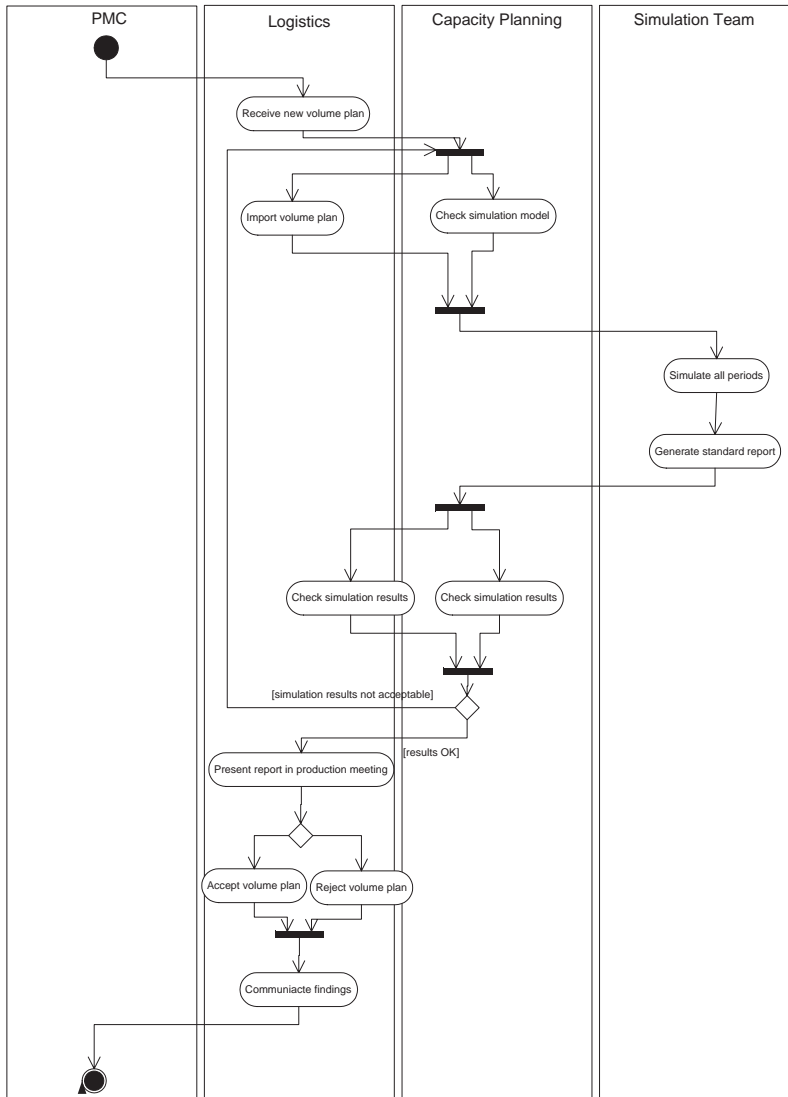 PMC
Logistics
Capacity Planning
Simulation Team
Receive new volume plan
Import volume plan
Check simulation model
Simulate all periods
Generate standard report
Check simulation results
Check simulation results
[simulation results not acceptable]
[results OK]
Present report in production meeting
Accept volume plan
Reject volume plan
Communiacte findings